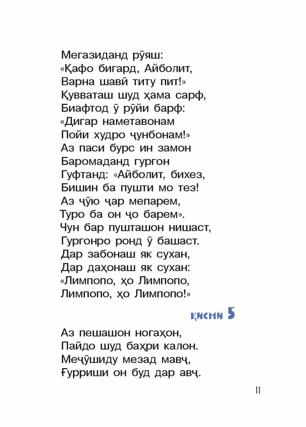 Мегазиданд рӯяш:
«Қафо бигард, Айболит,
Варна шавӣ титу пит!»
Қувваташ шуд ҳама сарф,
Биафтод ӯ рӯйи барф:
«Дигар наметавонам
Пойи худро ҷунбонам!»
Аз паси бурс ин замон
Баромаданд гургон
Гуфтанд: «Айболит, бихез,
Бишин ба пушти мо тез!
Аз ҷӯю ҷар мепарем,
Туро ба он ҷо барем».
Чун бар пушташон нишаст,
Гургонро ронд ӯ башаст.
Дар забонаш як сухан,
Дар даҳонаш як сухан:
«Лимпопо, ҳо Лимпопо,
Лимпопо, ҳо Лимпопо!»
ҚИСМИ 5
Аз пешашон ногаҳон,
Пайдо шуд баҳри калон.
Меҷӯшиду мезад мавҷ,
Ғурриши он буд дар авҷ.
11